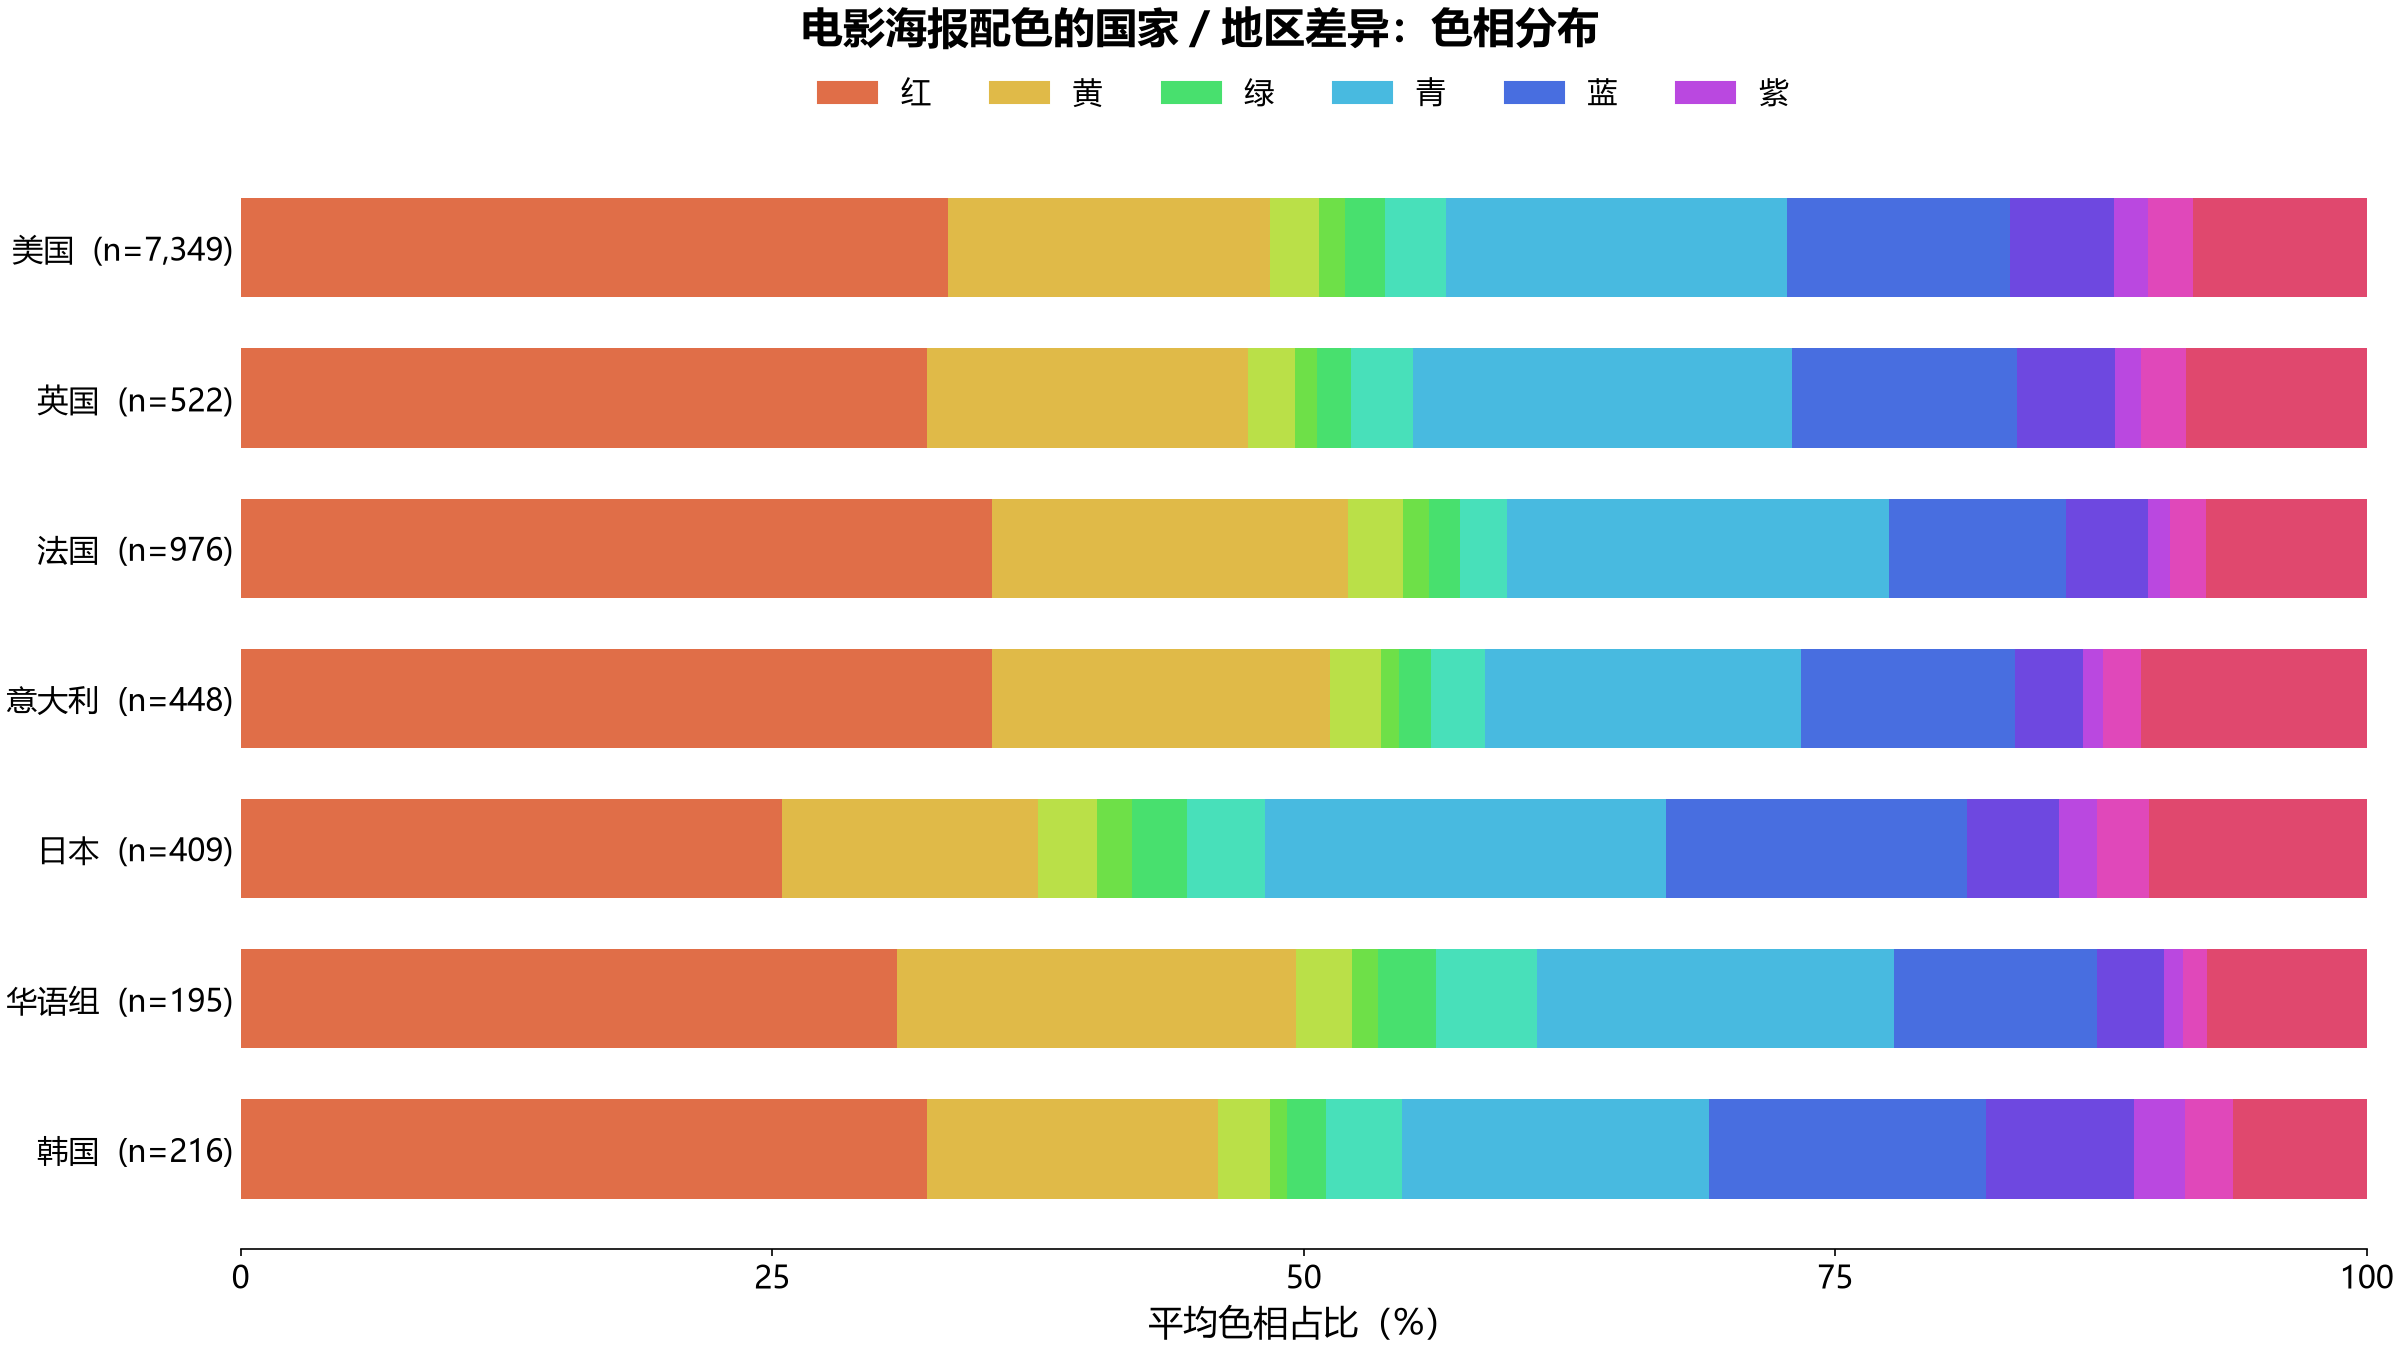 电影海报配色的国家 / 地区差异：色相分布
红 黄 绿 青 蓝 紫
美国 (n=7,349)
英国 (n=522)
法国 (n=976)
意大利 (n=448)
日本 (n=409)
华语组 (n=195)
韩国 (n=216)
0 25 50 75 100
平均色相占比（%）